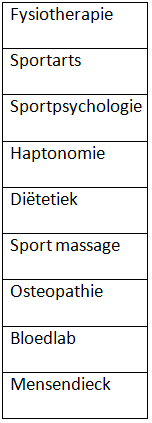 Fysiotherapie
Sportarts
Sportpsychologie
Haptonomie
Diëtetiek
Sport massage
Osteopathie
Bloedlab
Mensendieck